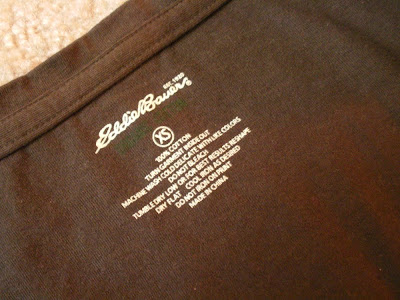 EST. 1920
Eddie Bauer
XS
100% COTTON
TURN GARMENT INSIDE OUT
MACHINE WASH COLD DELICATE WITH LIKE COLORS
DO NOT BLEACH
TUMBLE DRY LOW OR FOR BEST RESULTS RESHAPE
DRY FLAT COOL IRON AS DESIRED
DO NOT IRON ON PRINT
MADE IN CHINA